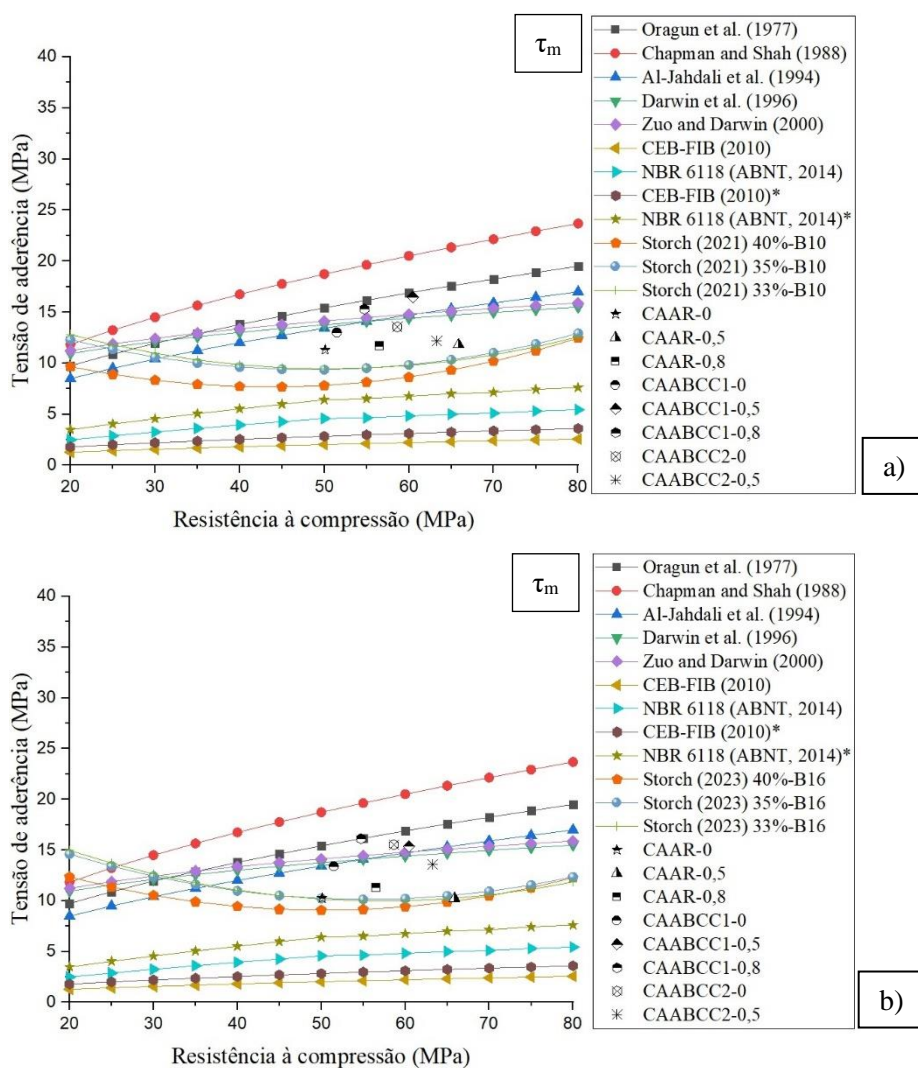 τm
Tensão de aderência (MPa)
40
35
30
25
20
15
10
5
0
20
30
40
50
60
70
80
Resistência à compressão (MPa)
Oragun et al. (1977)
Chapman and Shah (1988)
Al-Jahdali et al. (1994)
Darwin et al. (1996)
Zuo and Darwin (2000)
CEB-FIB (2010)
NBR 6118 (ABNT, 2014)
CEB-FIB (2010)*
NBR 6118 (ABNT, 2014)*
Storch (2021) 40%-B10
Storch (2021) 35%-B10
Storch (2021) 33%-B10
CAAR-0
CAAR-0,5
CAAR-0,8
CAABCC1-0
CAABCC1-0,5
CAABCC1-0,8
CAABCC2-0
CAABCC2-0,5
a)
τm
Tensão de aderência (MPa)
40
35
30
25
20
15
10
5
0
20
30
40
50
60
70
80
Resistência à compressão (MPa)
Oragun et al. (1977)
Chapman and Shah (1988)
Al-Jahdali et al. (1994)
Darwin et al. (1996)
Zuo and Darwin (2000)
CEB-FIB (2010)
NBR 6118 (ABNT, 2014)
CEB-FIB (2010)*
NBR 6118 (ABNT, 2014)*
Storch (2023) 40%-B16
Storch (2023) 35%-B16
Storch (2023) 33%-B16
CAAR-0
CAAR-0,5
CAAR-0,8
CAABCC1-0
CAABCC1-0,5
CAABCC1-0,8
CAABCC2-0
CAABCC2-0,5
b)